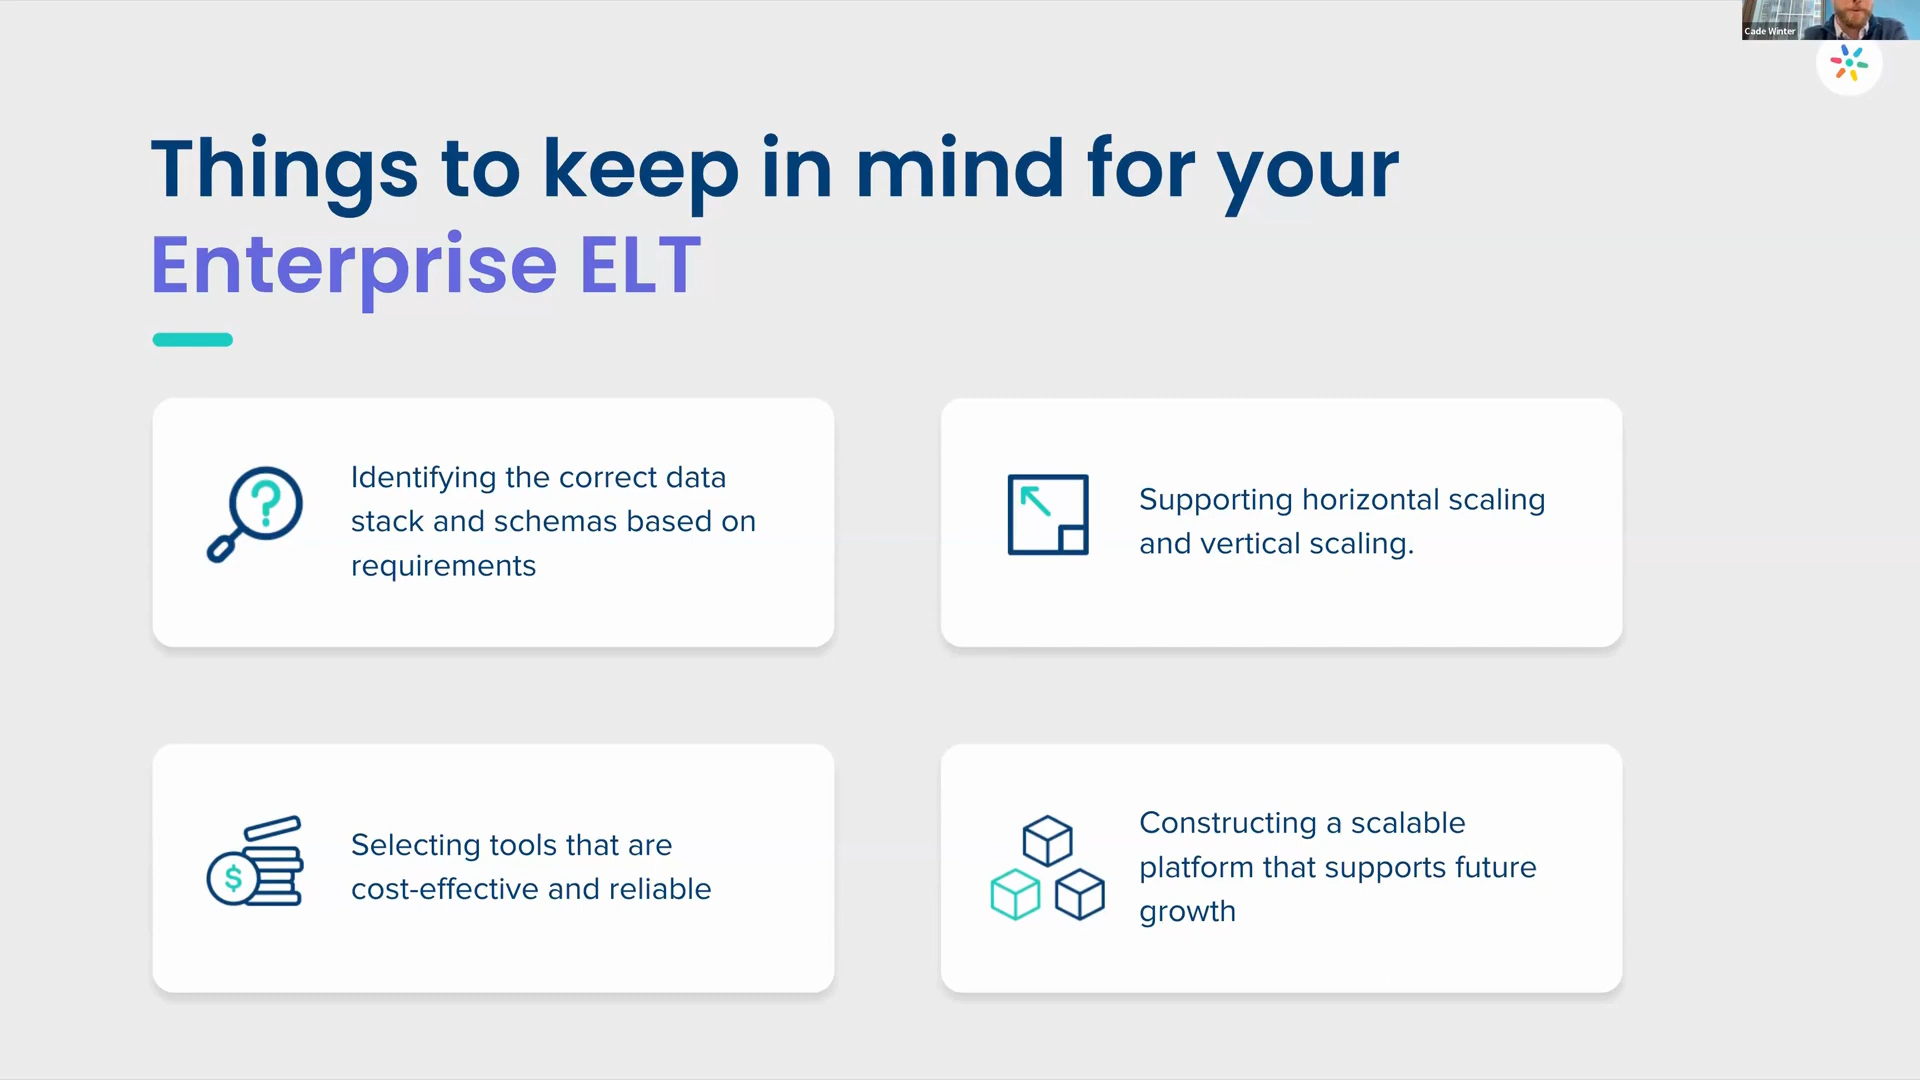 Cade Winter
Things to keep in mind for your
Enterprise ELT
Identifying the correct data
stack and schemas based on
requirements
Supporting horizontal scaling
and vertical scaling.
$
Selecting tools that are
cost-effective and reliable
Constructing a scalable
platform that supports future
growth